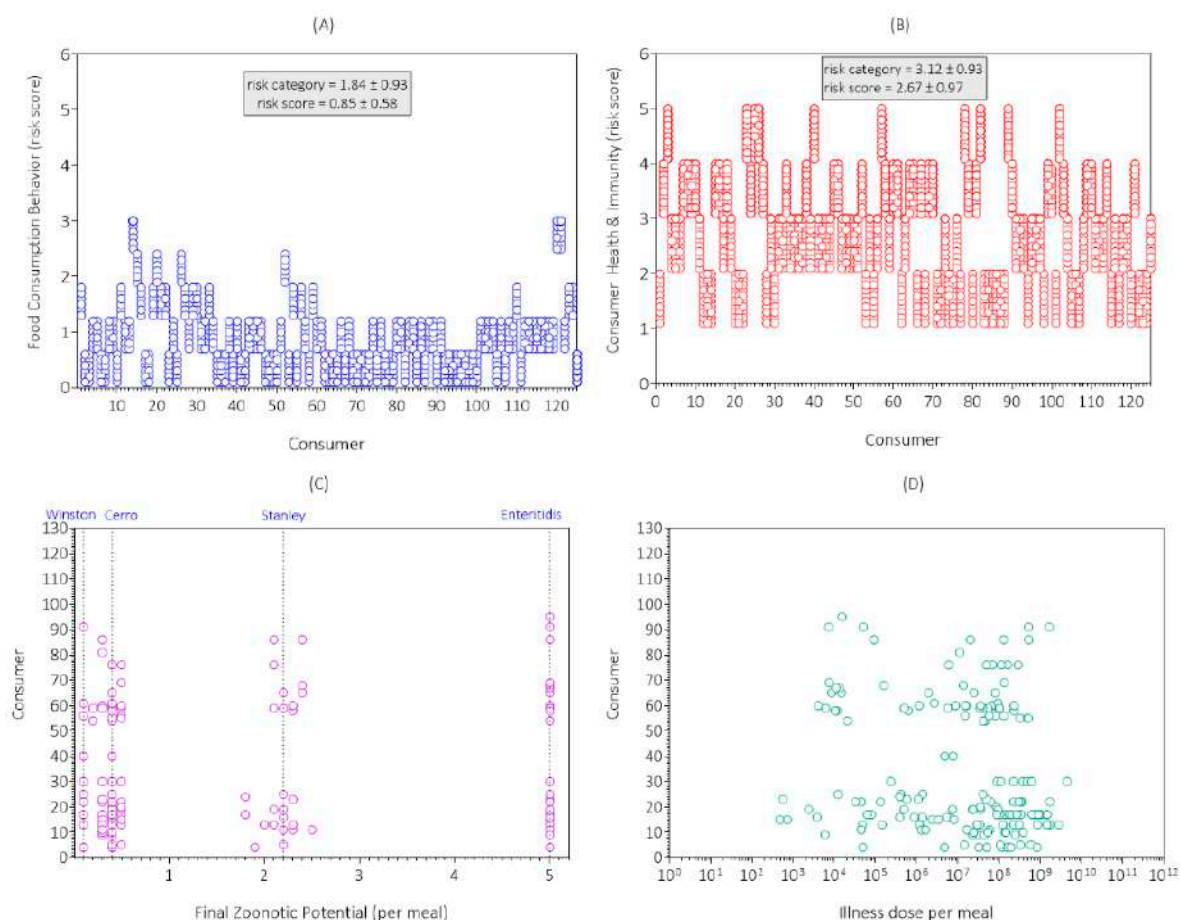 (A)
6
5
4
3
2
1
0
risk category = 1.84 ± 0.93
risk score = 0.85 ± 0.58
Food Consumption Behavior (risk score)
10 20 30 40 50 60 70 80 90 100 110 120
Consumer
(B)
6
5
4
3
2
1
0
risk category = 3.12 ± 0.93
risk score = 2.67 ± 0.97
Consumer Health & Immunity (risk score)
0 10 20 30 40 50 60 70 80 90 100 110 120
Consumer
(C)
Winston Cerro Stanley Enteritidis
130
120
110
100
90
80
70
60
50
40
30
20
10
0
Consumer
1 2 3 4 5
Final Zoonotic Potential (per meal)
(D)
130
120
110
100
90
80
70
60
50
40
30
20
10
0
Consumer
10⁰ 10¹ 10² 10³ 10⁴ 10⁵ 10⁶ 10⁷ 10⁸ 10⁹ 10¹⁰ 10¹¹ 10¹²
Illness dose per meal